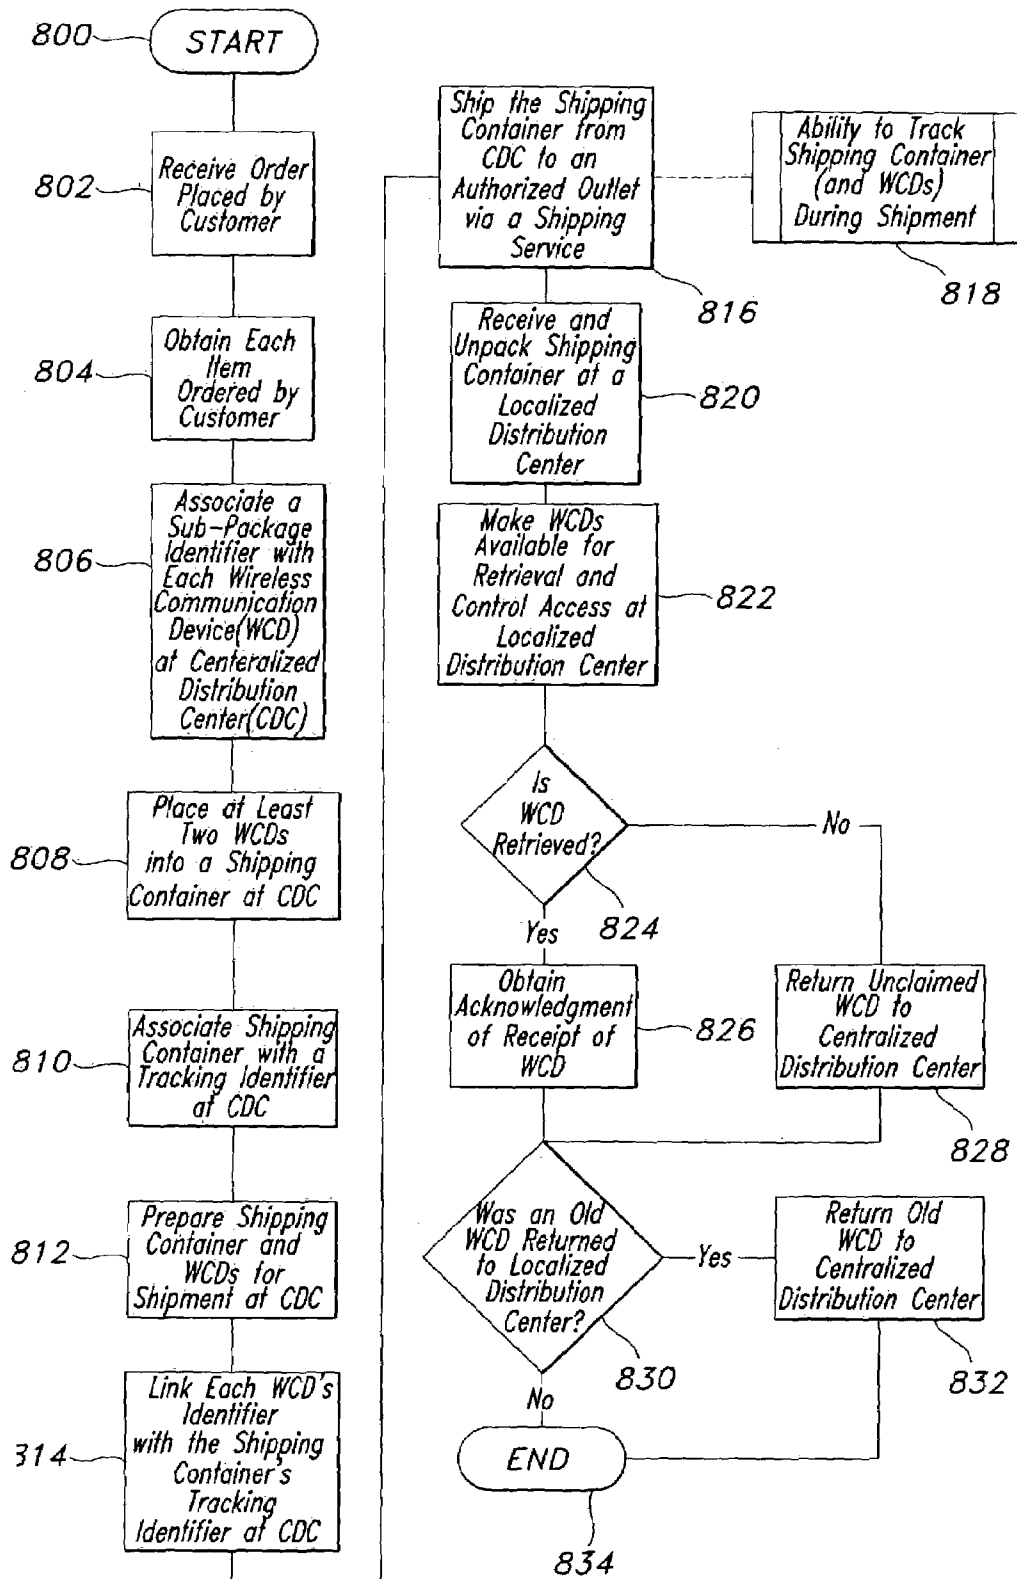 800
START
802
Receive Order
Placed by
Customer
804
Obtain Each
Item
Ordered by
Customer
806
Associate a
Sub-Package
Identifier with
Each Wireless
Communication
Device(WCD)
at Centeralized
Distribution
Center(CDC)
808
Place at Least
Two WCDs
into a Shipping
Container at CDC
810
Associate Shipping
Container with a
Tracking Identifier
at CDC
812
Prepare Shipping
Container and
WCDs for
Shipment at CDC
314
Link Each WCD's
Identifier
with the Shipping
Container's
Tracking
Identifier at CDC
Ship the Shipping
Container from
CDC to an
Authorized Outlet
via a Shipping
Service
816
Ability to Track
Shipping Container
(and WCDs)
During Shipment
818
Receive and
Unpack Shipping
Container at a
Localized
Distribution
Center
820
Make WCDs
Available for
Retrieval and
Control Access at
Localized
Distribution Center
822
Is
WCD
Retrieved?
824
No
Yes
Obtain
Acknowledgment
of Receipt of
WCD
826
Return Unclaimed
WCD to
Centralized
Distribution Center
828
Was an Old
WCD Returned
to Localized
Distribution
Center?
830
Yes
Return Old
WCD to
Centralized
Distribution Center
832
No
END
834